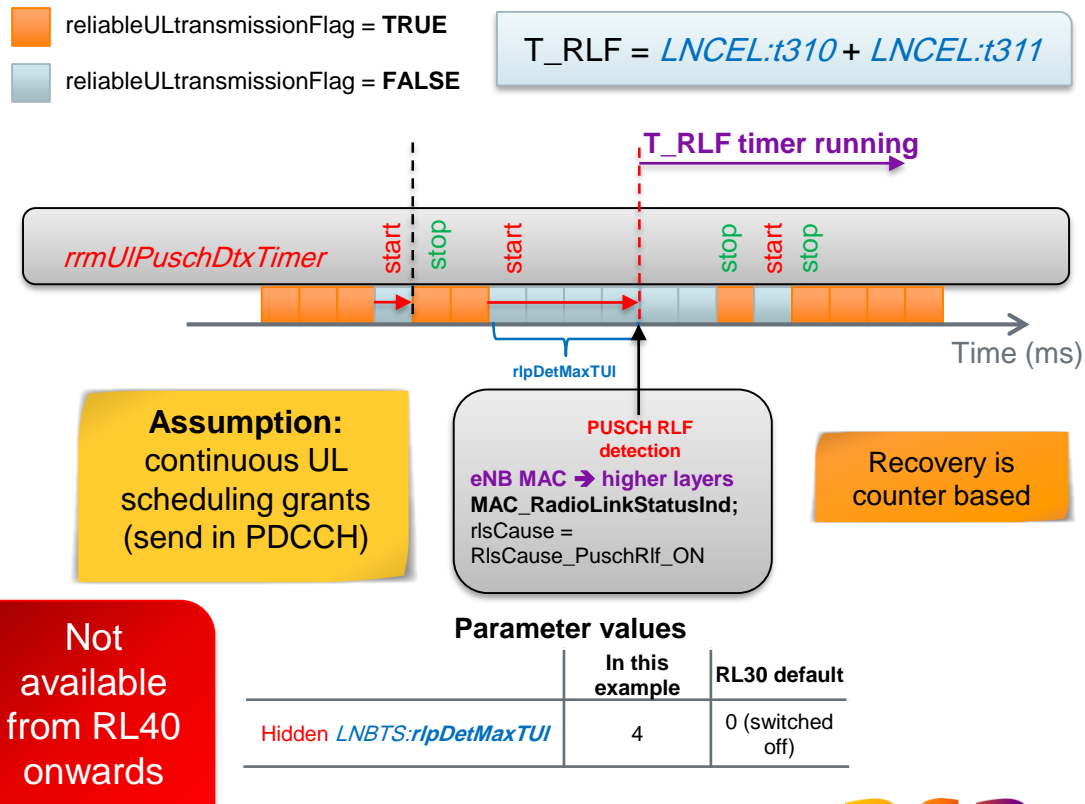 reliableULtransmissionFlag = TRUE
reliableULtransmissionFlag = FALSE
T_RLF = LNCEL:t310 + LNCEL:t311
T_RLF timer running
rrmUlPuschDtxTimer
start
stop
start
stop
start
stop
Time (ms)
rlpDetMaxTUI
Assumption:
continuous UL
scheduling grants
(send in PDCCH)
PUSCH RLF
detection
eNB MAC ➔ higher layers
MAC_RadioLinkStatusInd;
rlsCause =
RlsCause_PuschRlf_ON
Recovery is
counter based
Not
available
from RL40
onwards
Parameter values
In this
example
RL30 default
Hidden LNBTS:rlpDetMaxTUI
4
0 (switched
off)